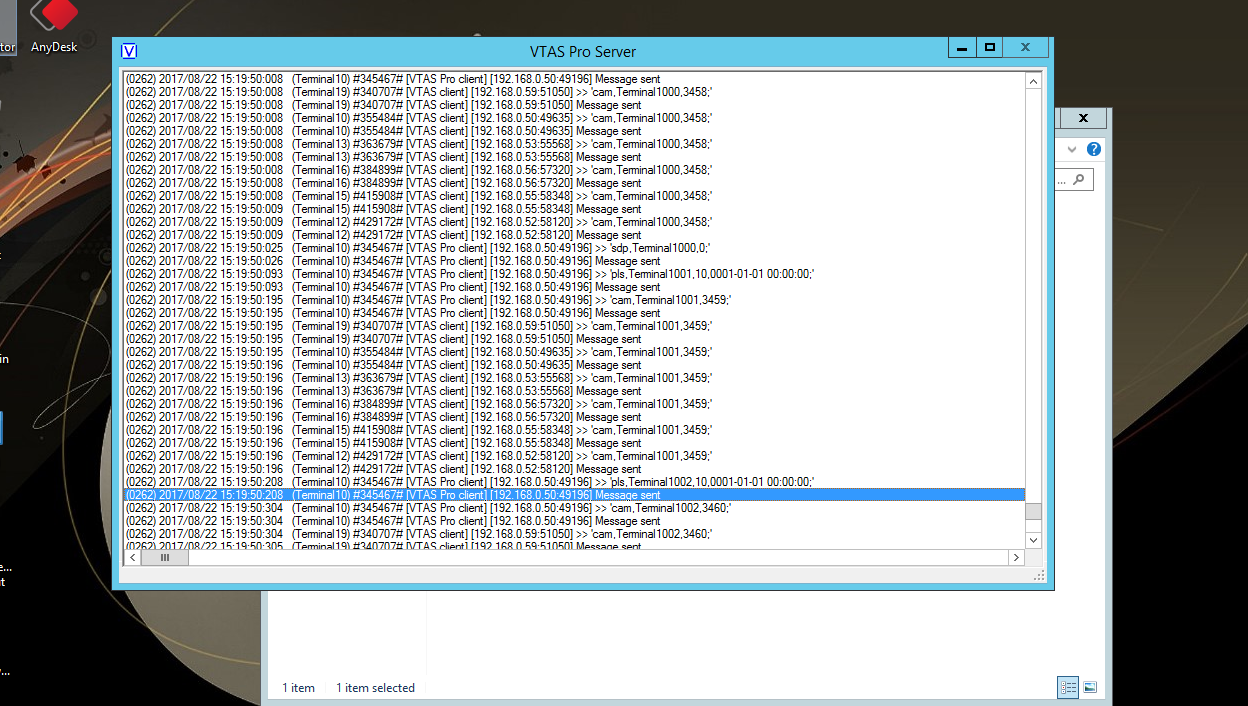 tor
AnyDesk
VTAS Pro Server
(0262) 2017/08/22 15:19:50:008 (Terminal10) #345467# [VTAS Pro client] [192.168.0.50:49196] Message sent
(0262) 2017/08/22 15:19:50:008 (Terminal19) #340707# [VTAS client] [192.168.0.59:51050] >> 'cam,Terminal1000,3458;'
(0262) 2017/08/22 15:19:50:008 (Terminal19) #340707# [VTAS client] [192.168.0.59:51050] Message sent
(0262) 2017/08/22 15:19:50:008 (Terminal10) #355484# [VTAS client] [192.168.0.50:49635] >> 'cam,Terminal1000,3458;'
(0262) 2017/08/22 15:19:50:008 (Terminal10) #355484# [VTAS client] [192.168.0.50:49635] Message sent
(0262) 2017/08/22 15:19:50:008 (Terminal13) #363679# [VTAS client] [192.168.0.53:55568] >> 'cam,Terminal1000,3458;'
(0262) 2017/08/22 15:19:50:008 (Terminal13) #363679# [VTAS client] [192.168.0.53:55568] Message sent
(0262) 2017/08/22 15:19:50:008 (Terminal16) #384899# [VTAS client] [192.168.0.56:57320] >> 'cam,Terminal1000,3458;'
(0262) 2017/08/22 15:19:50:008 (Terminal16) #384899# [VTAS client] [192.168.0.56:57320] Message sent
(0262) 2017/08/22 15:19:50:008 (Terminal15) #415908# [VTAS client] [192.168.0.55:58348] >> 'cam,Terminal1000,3458;'
(0262) 2017/08/22 15:19:50:009 (Terminal15) #415908# [VTAS client] [192.168.0.55:58348] Message sent
(0262) 2017/08/22 15:19:50:009 (Terminal12) #429172# [VTAS client] [192.168.0.52:58120] >> 'cam,Terminal1000,3458;'
(0262) 2017/08/22 15:19:50:009 (Terminal12) #429172# [VTAS client] [192.168.0.52:58120] Message sent
(0262) 2017/08/22 15:19:50:025 (Terminal10) #345467# [VTAS Pro client] [192.168.0.50:49196] >> 'sdp,Terminal1000,0;'
(0262) 2017/08/22 15:19:50:026 (Terminal10) #345467# [VTAS Pro client] [192.168.0.50:49196] Message sent
(0262) 2017/08/22 15:19:50:093 (Terminal10) #345467# [VTAS Pro client] [192.168.0.50:49196] >> 'pls,Terminal1001,10,0001-01-01 00:00:00;'
(0262) 2017/08/22 15:19:50:093 (Terminal10) #345467# [VTAS Pro client] [192.168.0.50:49196] Message sent
(0262) 2017/08/22 15:19:50:195 (Terminal10) #345467# [VTAS Pro client] [192.168.0.50:49196] >> 'cam,Terminal1001,3459;'
(0262) 2017/08/22 15:19:50:195 (Terminal10) #345467# [VTAS Pro client] [192.168.0.50:49196] Message sent
(0262) 2017/08/22 15:19:50:195 (Terminal19) #340707# [VTAS client] [192.168.0.59:51050] >> 'cam,Terminal1001,3459;'
(0262) 2017/08/22 15:19:50:195 (Terminal19) #340707# [VTAS client] [192.168.0.59:51050] Message sent
(0262) 2017/08/22 15:19:50:195 (Terminal10) #355484# [VTAS client] [192.168.0.50:49635] >> 'cam,Terminal1001,3459;'
(0262) 2017/08/22 15:19:50:196 (Terminal10) #355484# [VTAS client] [192.168.0.50:49635] Message sent
(0262) 2017/08/22 15:19:50:196 (Terminal13) #363679# [VTAS client] [192.168.0.53:55568] >> 'cam,Terminal1001,3459;'
(0262) 2017/08/22 15:19:50:196 (Terminal13) #363679# [VTAS client] [192.168.0.53:55568] Message sent
(0262) 2017/08/22 15:19:50:196 (Terminal16) #384899# [VTAS client] [192.168.0.56:57320] >> 'cam,Terminal1001,3459;'
(0262) 2017/08/22 15:19:50:196 (Terminal16) #384899# [VTAS client] [192.168.0.56:57320] Message sent
(0262) 2017/08/22 15:19:50:196 (Terminal15) #415908# [VTAS client] [192.168.0.55:58348] >> 'cam,Terminal1001,3459;'
(0262) 2017/08/22 15:19:50:196 (Terminal15) #415908# [VTAS client] [192.168.0.55:58348] Message sent
(0262) 2017/08/22 15:19:50:196 (Terminal12) #429172# [VTAS client] [192.168.0.52:58120] >> 'cam,Terminal1001,3459;'
(0262) 2017/08/22 15:19:50:196 (Terminal12) #429172# [VTAS client] [192.168.0.52:58120] Message sent
(0262) 2017/08/22 15:19:50:208 (Terminal10) #345467# [VTAS Pro client] [192.168.0.50:49196] >> 'pls,Terminal1002,10,0001-01-01 00:00:00;'
(0262) 2017/08/22 15:19:50:208 (Terminal10) #345467# [VTAS Pro client] [192.168.0.50:49196] Message sent
(0262) 2017/08/22 15:19:50:304 (Terminal10) #345467# [VTAS Pro client] [192.168.0.50:49196] >> 'cam,Terminal1002,3460;'
(0262) 2017/08/22 15:19:50:304 (Terminal10) #345467# [VTAS Pro client] [192.168.0.50:49196] Message sent
(0262) 2017/08/22 15:19:50:304 (Terminal19) #340707# [VTAS client] [192.168.0.59:51050] >> 'cam,Terminal1002,3460;'
(0262) 2017/08/22 15:19:50:305 (Terminal19) #340707# [VTAS client] [192.168.0.59:51050] Message sent
...
in
e...
t
...
1 item 1 item selected